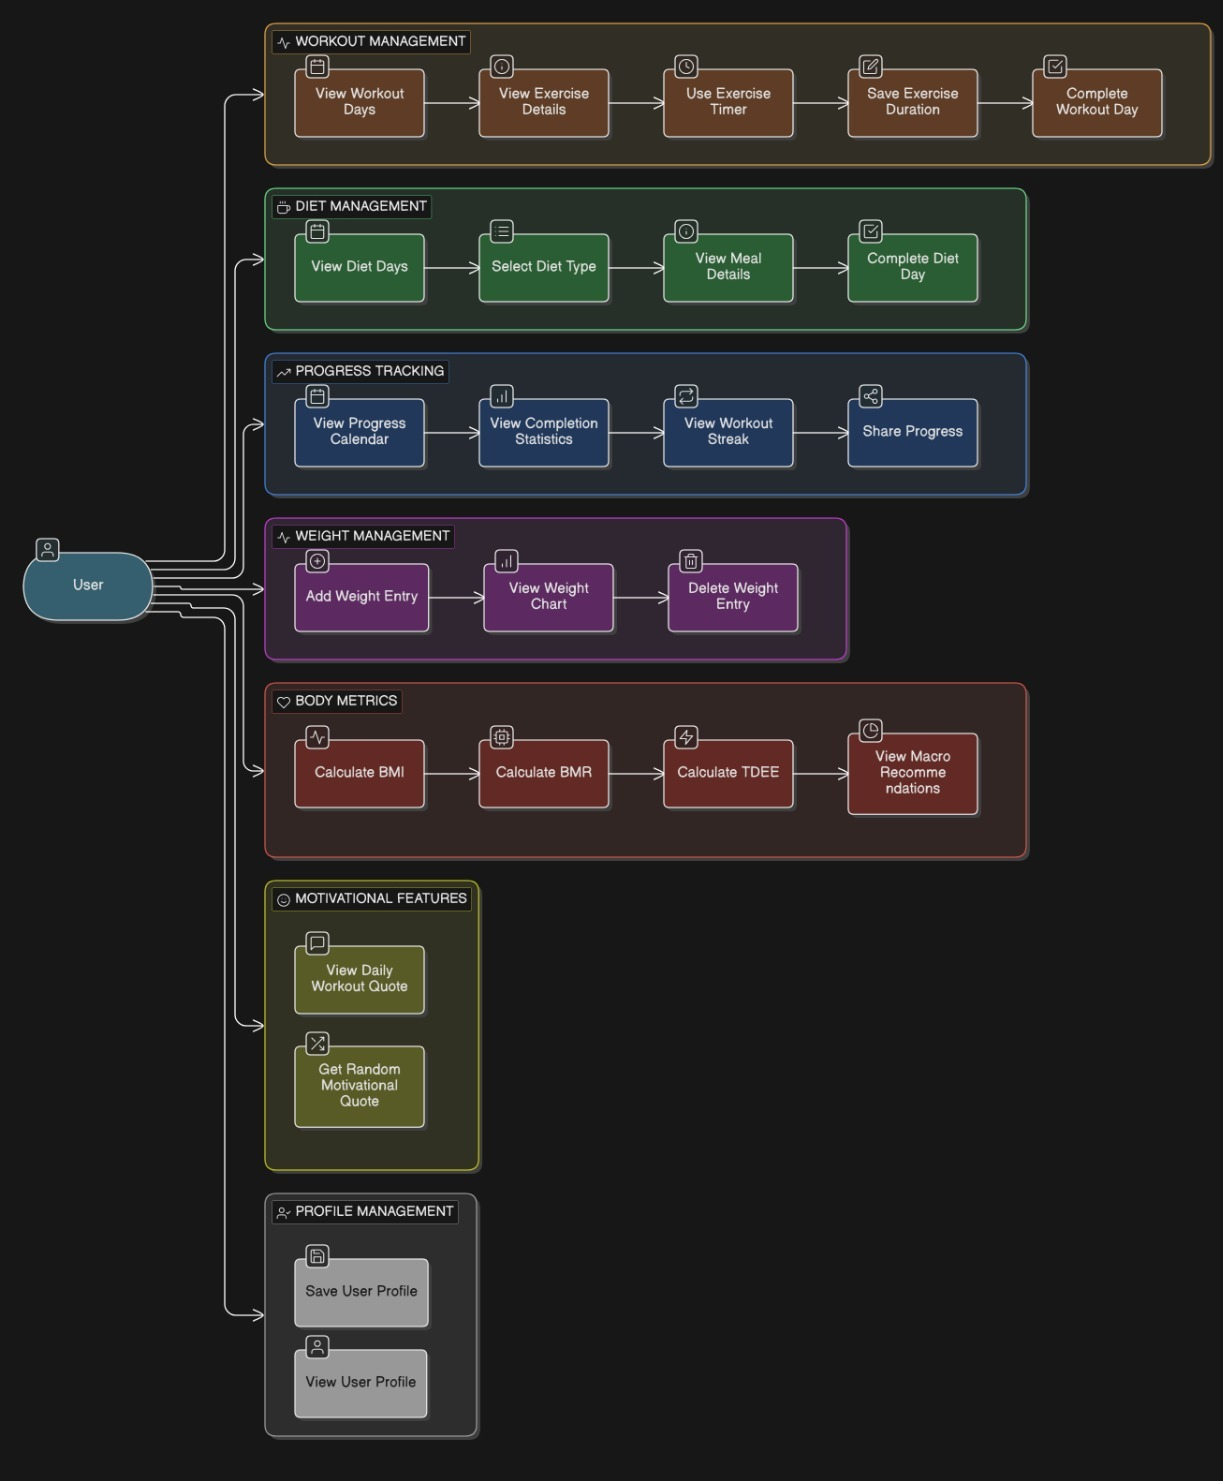 WORKOUT MANAGEMENT
View Workout
Days
View Exercise
Details
Use Exercise
Timer
Save Exercise
Duration
Complete
Workout Day
DIET MANAGEMENT
View Diet Days
Select Diet Type
View Meal
Details
Complete Diet
Day
PROGRESS TRACKING
View Progress
Calendar
View Completion
Statistics
View Workout
Streak
Share Progress
User
WEIGHT MANAGEMENT
Add Weight Entry
View Weight
Chart
Delete Weight
Entry
BODY METRICS
Calculate BMI
Calculate BMR
Calculate TDEE
View Macro
Recomme
ndations
MOTIVATIONAL FEATURES
View Daily
Workout Quote
Get Random
Motivational
Quote
PROFILE MANAGEMENT
Save User Profile
View User Profile